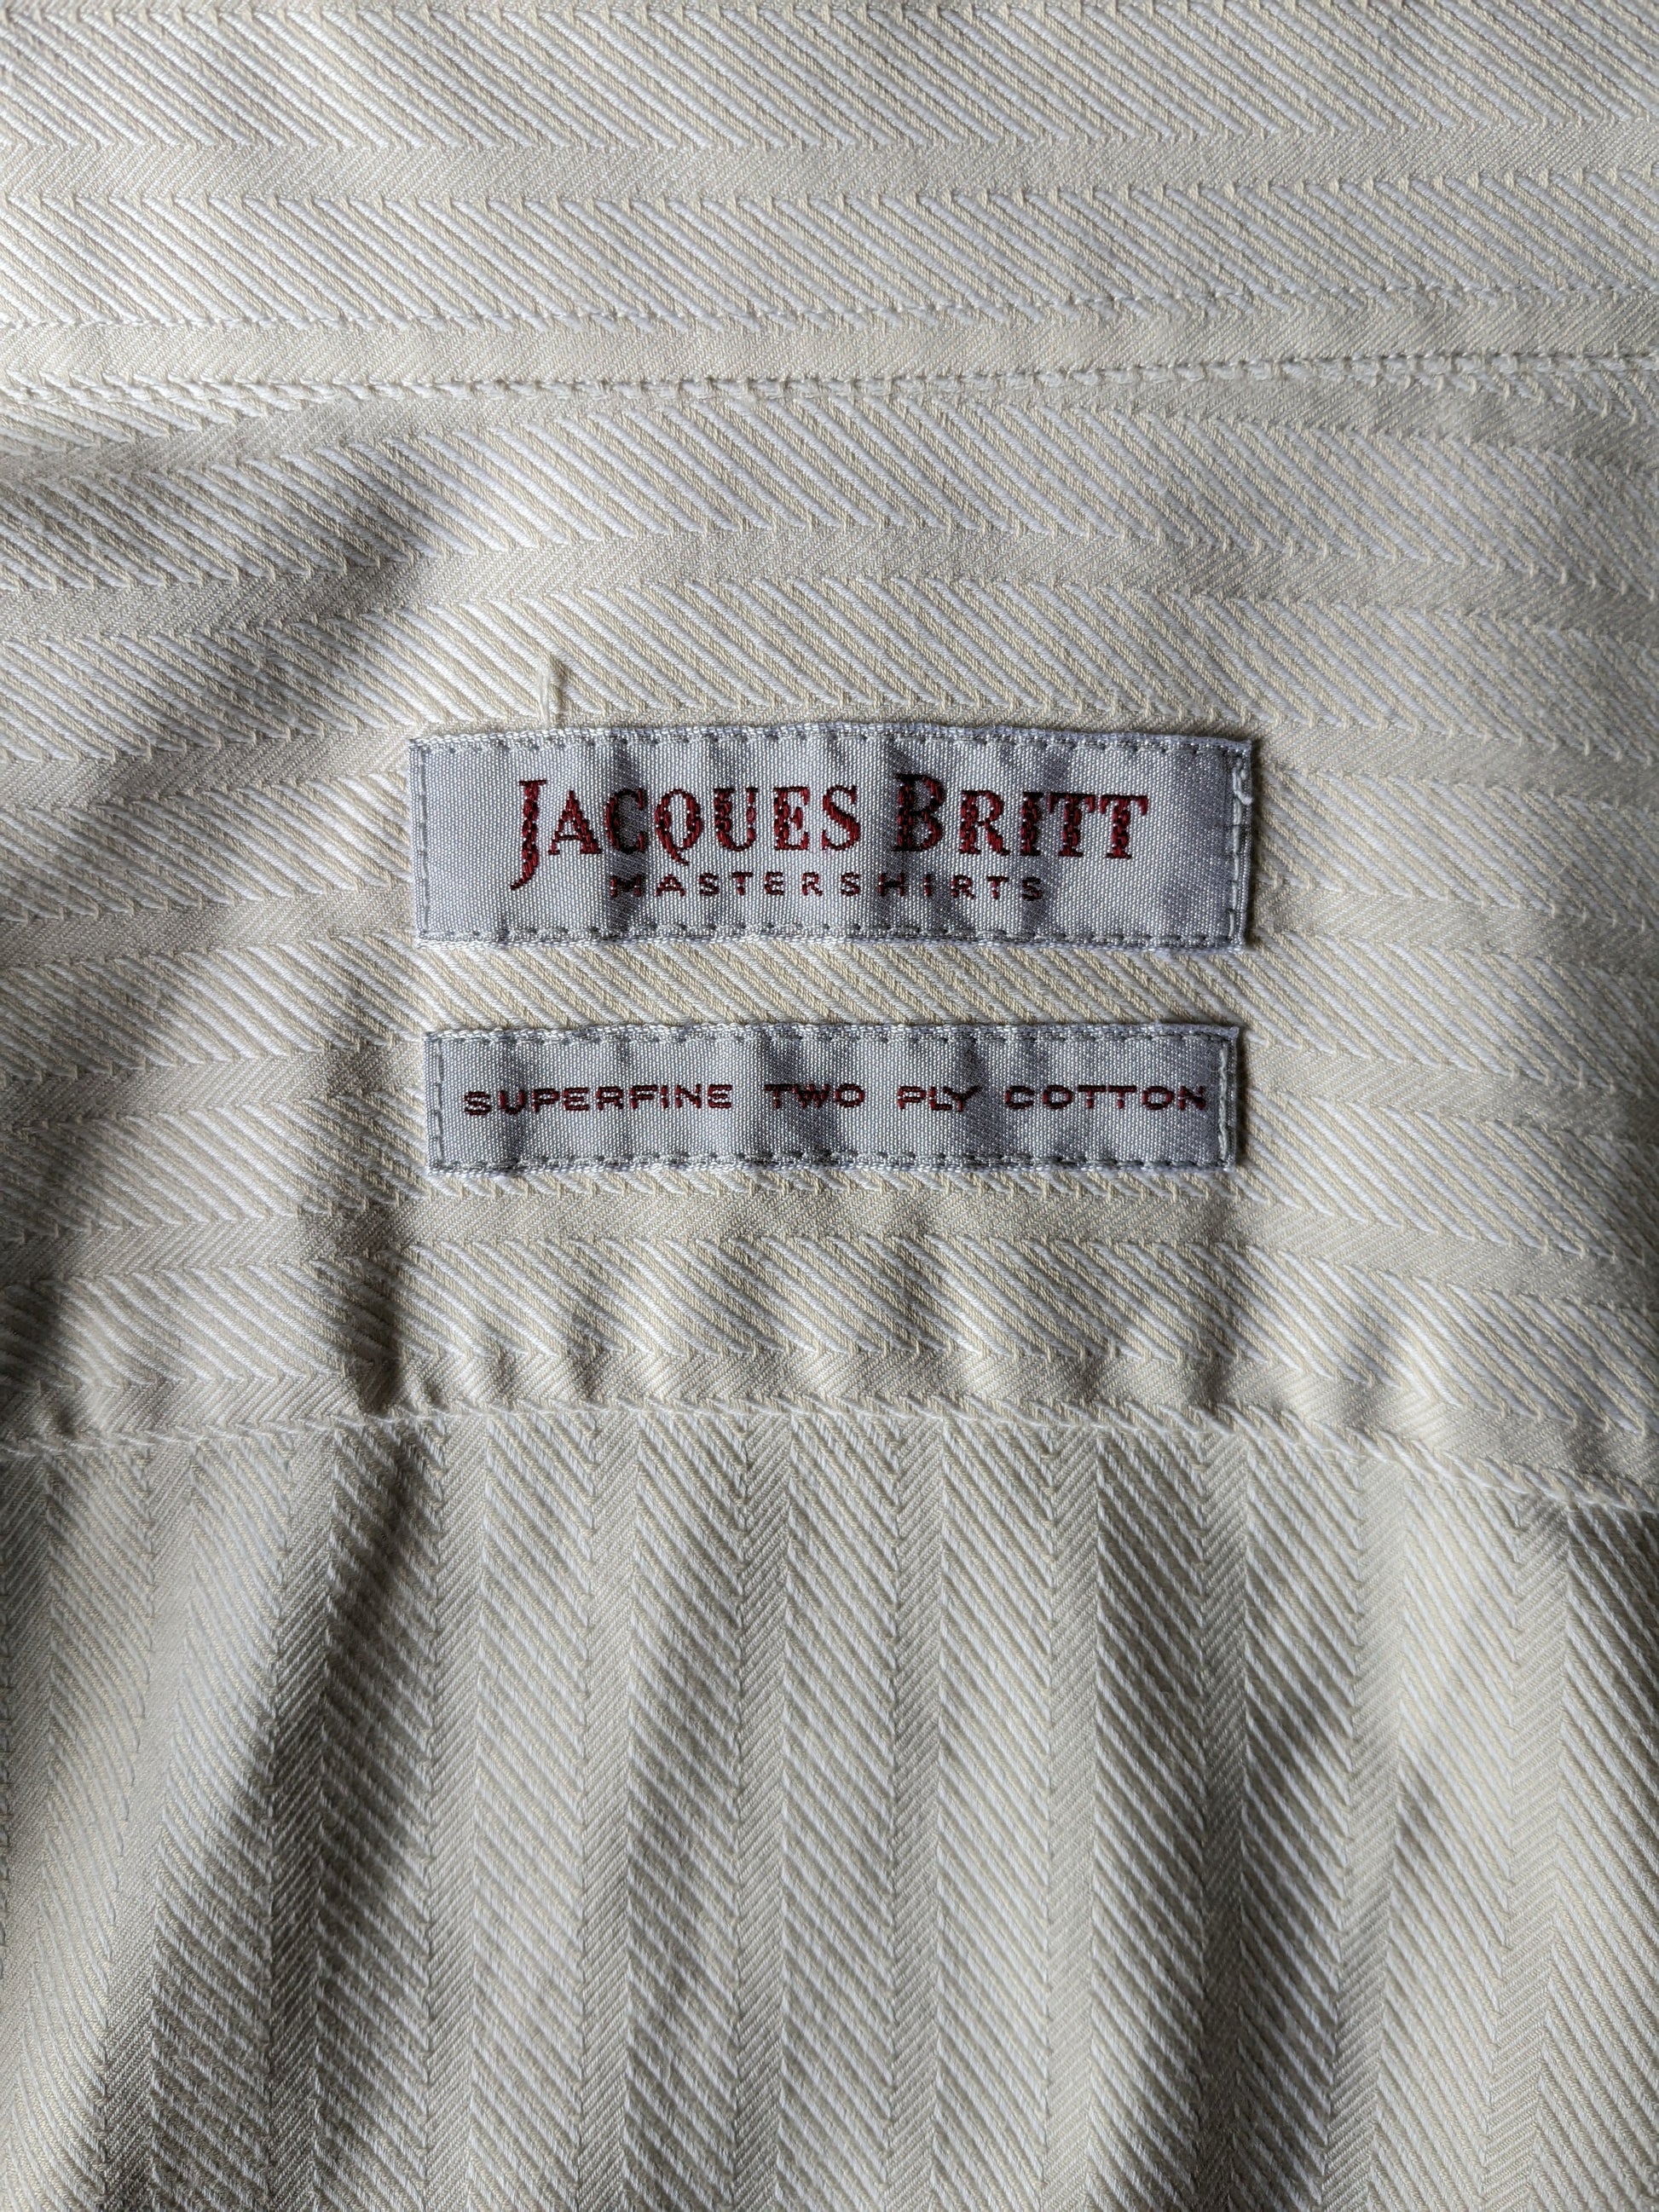 JACQUES BRITT
MASTERSHIRTS
SUPERFINE TWO PLY COTTON